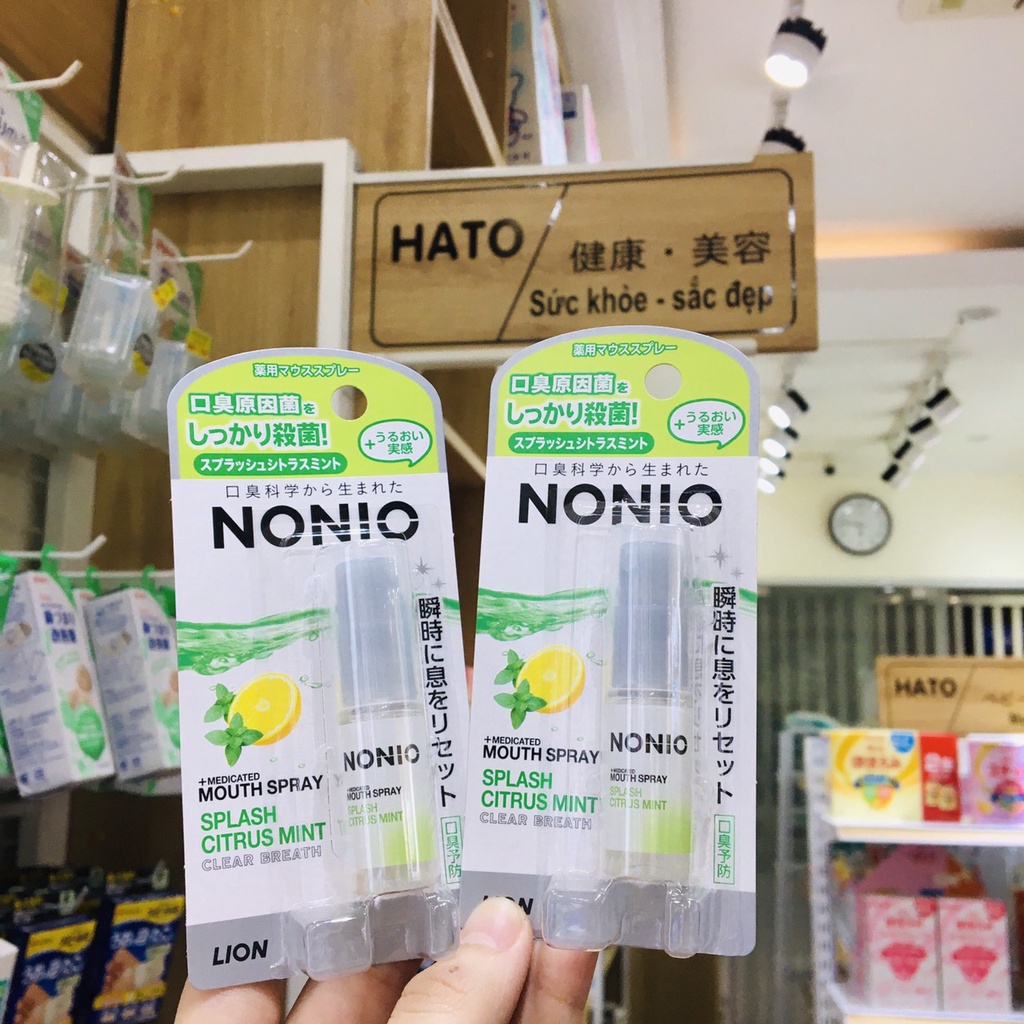 HATO
健康・美容
Sức khỏe - sắc đẹp
薬用マウススプレー
口臭原因菌を
しっかり殺菌!
+うるおい
実感
スプラッシュシトラスミント
口臭科学から生まれた
NONIO
瞬時に息をリセット
NONIO
+MEDICATED
MOUTH SPRAY
SPLASH
CITRUS MINT
+MEDICATED
MOUTH SPRAY
SPLASH
CITRUS MINT
CLEAR BREATH
口臭予防
LION
薬用マウススプレー
口臭原因菌を
しっかり殺菌!
+うるおい
実感
スプラッシュシトラスミント
口臭科学から生まれた
NONIO
瞬時に息をリセット
NONIO
+MEDICATED
MOUTH SPRAY
SPLASH
CITRUS MINT
+MEDICATED
MOUTH SPRAY
SPLASH
CITRUS MINT
CLEAR BREATH
口臭予防
HATO